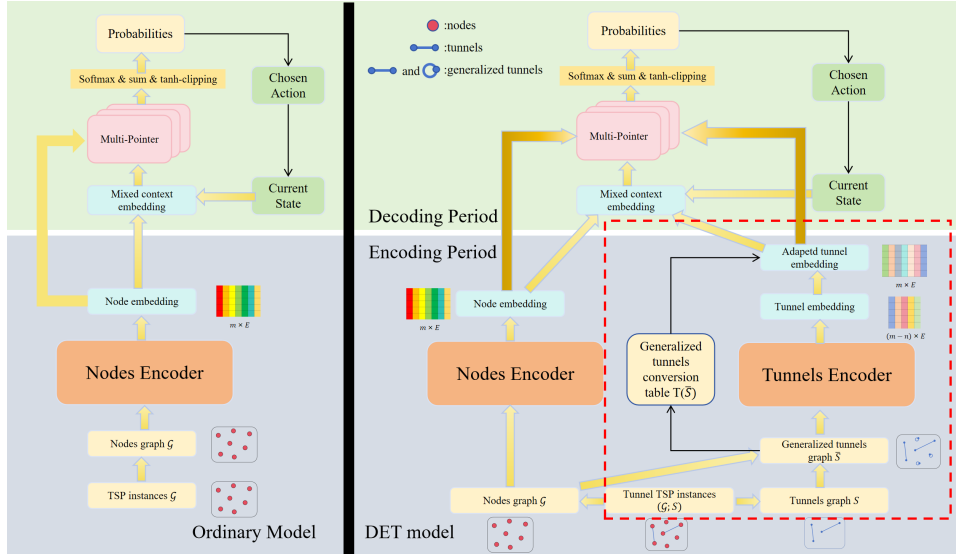 Probabilities
Softmax & sum & tanh-clipping
Multi-Pointer
Mixed context
embedding
Chosen
Action
Current
State
Node embedding
m × E
Nodes Encoder
Nodes graph 𝒢
TSP instances 𝒢
Ordinary Model
:nodes
:tunnels
and
:generalized tunnels
Probabilities
Softmax & sum & tanh-clipping
Multi-Pointer
Mixed context
embedding
Chosen
Action
Current
State
Decoding Period
Encoding Period
Node embedding
m × E
Nodes Encoder
Nodes graph 𝒢
Tunnel TSP instances
(𝒢; S)
Tunnels graph S
Generalized tunnels
graph S̄
Generalized
tunnels
conversion
table T(S̄)
Tunnels Encoder
Tunnel embedding
(m − n) × E
Adapetd tunnel
embedding
m × E
DET model